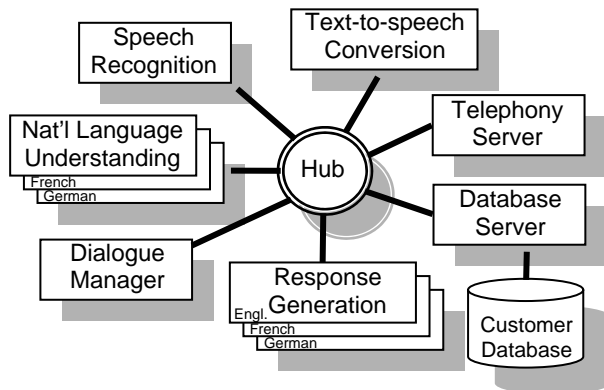 Speech
Recognition
Text-to-speech
Conversion
Nat'l Language
Understanding
French
German
Hub
Telephony
Server
Database
Server
Dialogue
Manager
Response
Generation
Engl.
French
German
Customer
Database